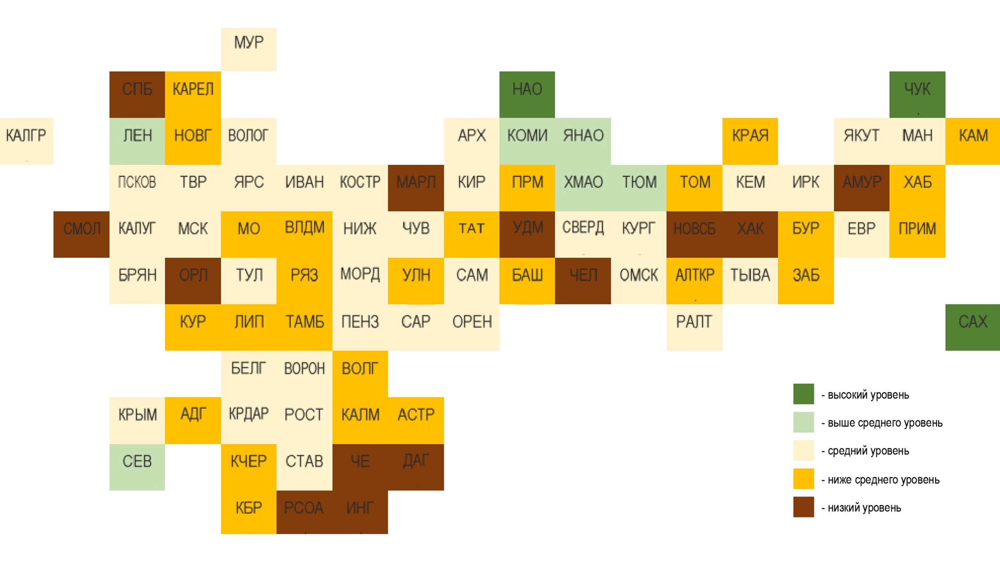 МУР
СПБ КАРЕЛ НАО ЧУК
КАЛГР ЛЕН НОВГ ВОЛОГ АРХ КОМИ ЯНАО КРАЯ ЯКУТ МАН КАМ
ПСКОВ ТВР ЯРС ИВАН КОСТР МАРЛ КИР ПРМ ХМАО ТЮМ ТОМ КЕМ ИРК АМУР ХАБ
СМОЛ КАЛУГ МСК МО ВЛДМ НИЖ ЧУВ ТАТ УДМ СВЕРД КУРГ НОВСБ ХАК БУР ЕВР ПРИМ
БРЯН ОРЛ ТУЛ РЯЗ МОРД УЛН САМ БАШ ЧЕЛ ОМСК АЛТКР ТЫВА ЗАБ
КУР ЛИП ТАМБ ПЕНЗ САР ОРЕН РАЛТ САХ
БЕЛГ ВОРОН ВОЛГ
КРЫМ АДГ КРДАР РОСТ КАЛМ АСТР
СЕВ КЧЕР СТАВ ЧЕ ДАГ
КБР РСОА ИНГ
- высокий уровень
- выше среднего уровень
- средний уровень
- ниже среднего уровень
- низкий уровень